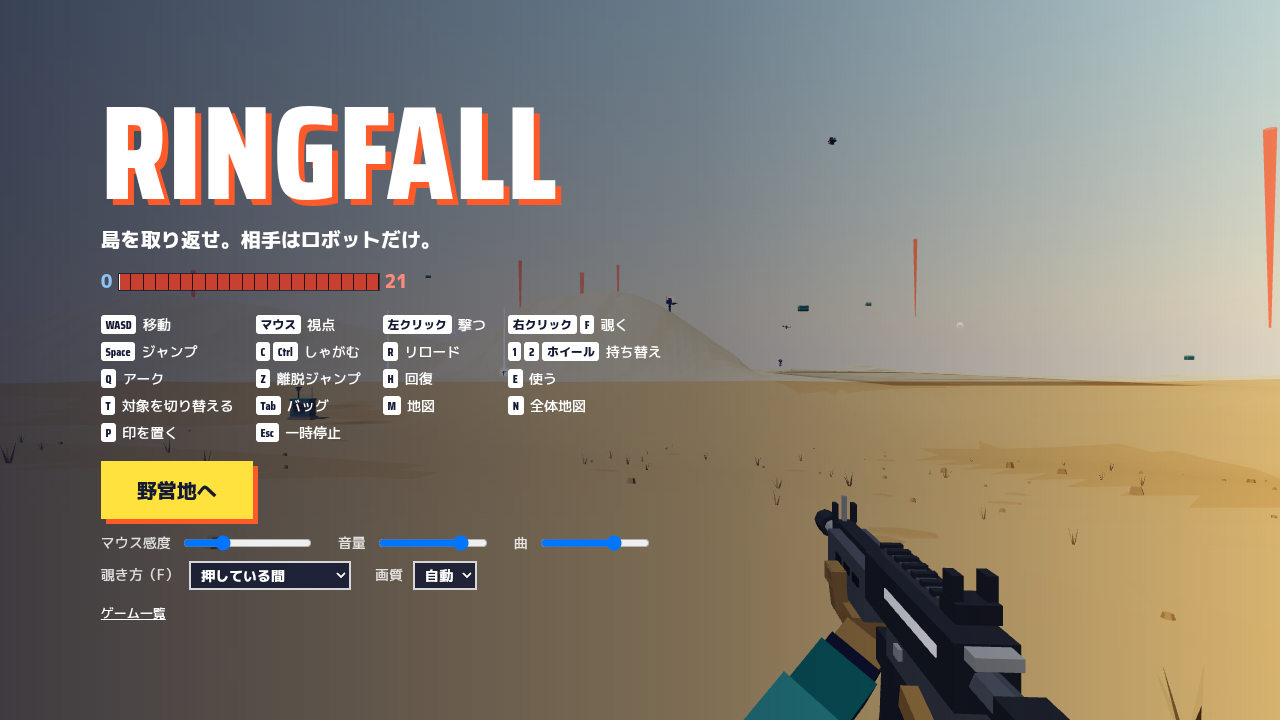 RINGFALL
島を取り返せ。相手はロボットだけ。
0 21
WASD 移動 マウス 視点 左クリック 撃つ 右クリック F 覗く
Space ジャンプ C Ctrl しゃがむ R リロード 1 2 ホイール 持ち替え
Q アーク Z 離脱ジャンプ H 回復 E 使う
T 対象を切り替える Tab バッグ M 地図 N 全体地図
P 印を置く Esc 一時停止
野営地へ
マウス感度 音量 曲
覗き方（F） 押している間 画質 自動
ゲーム一覧